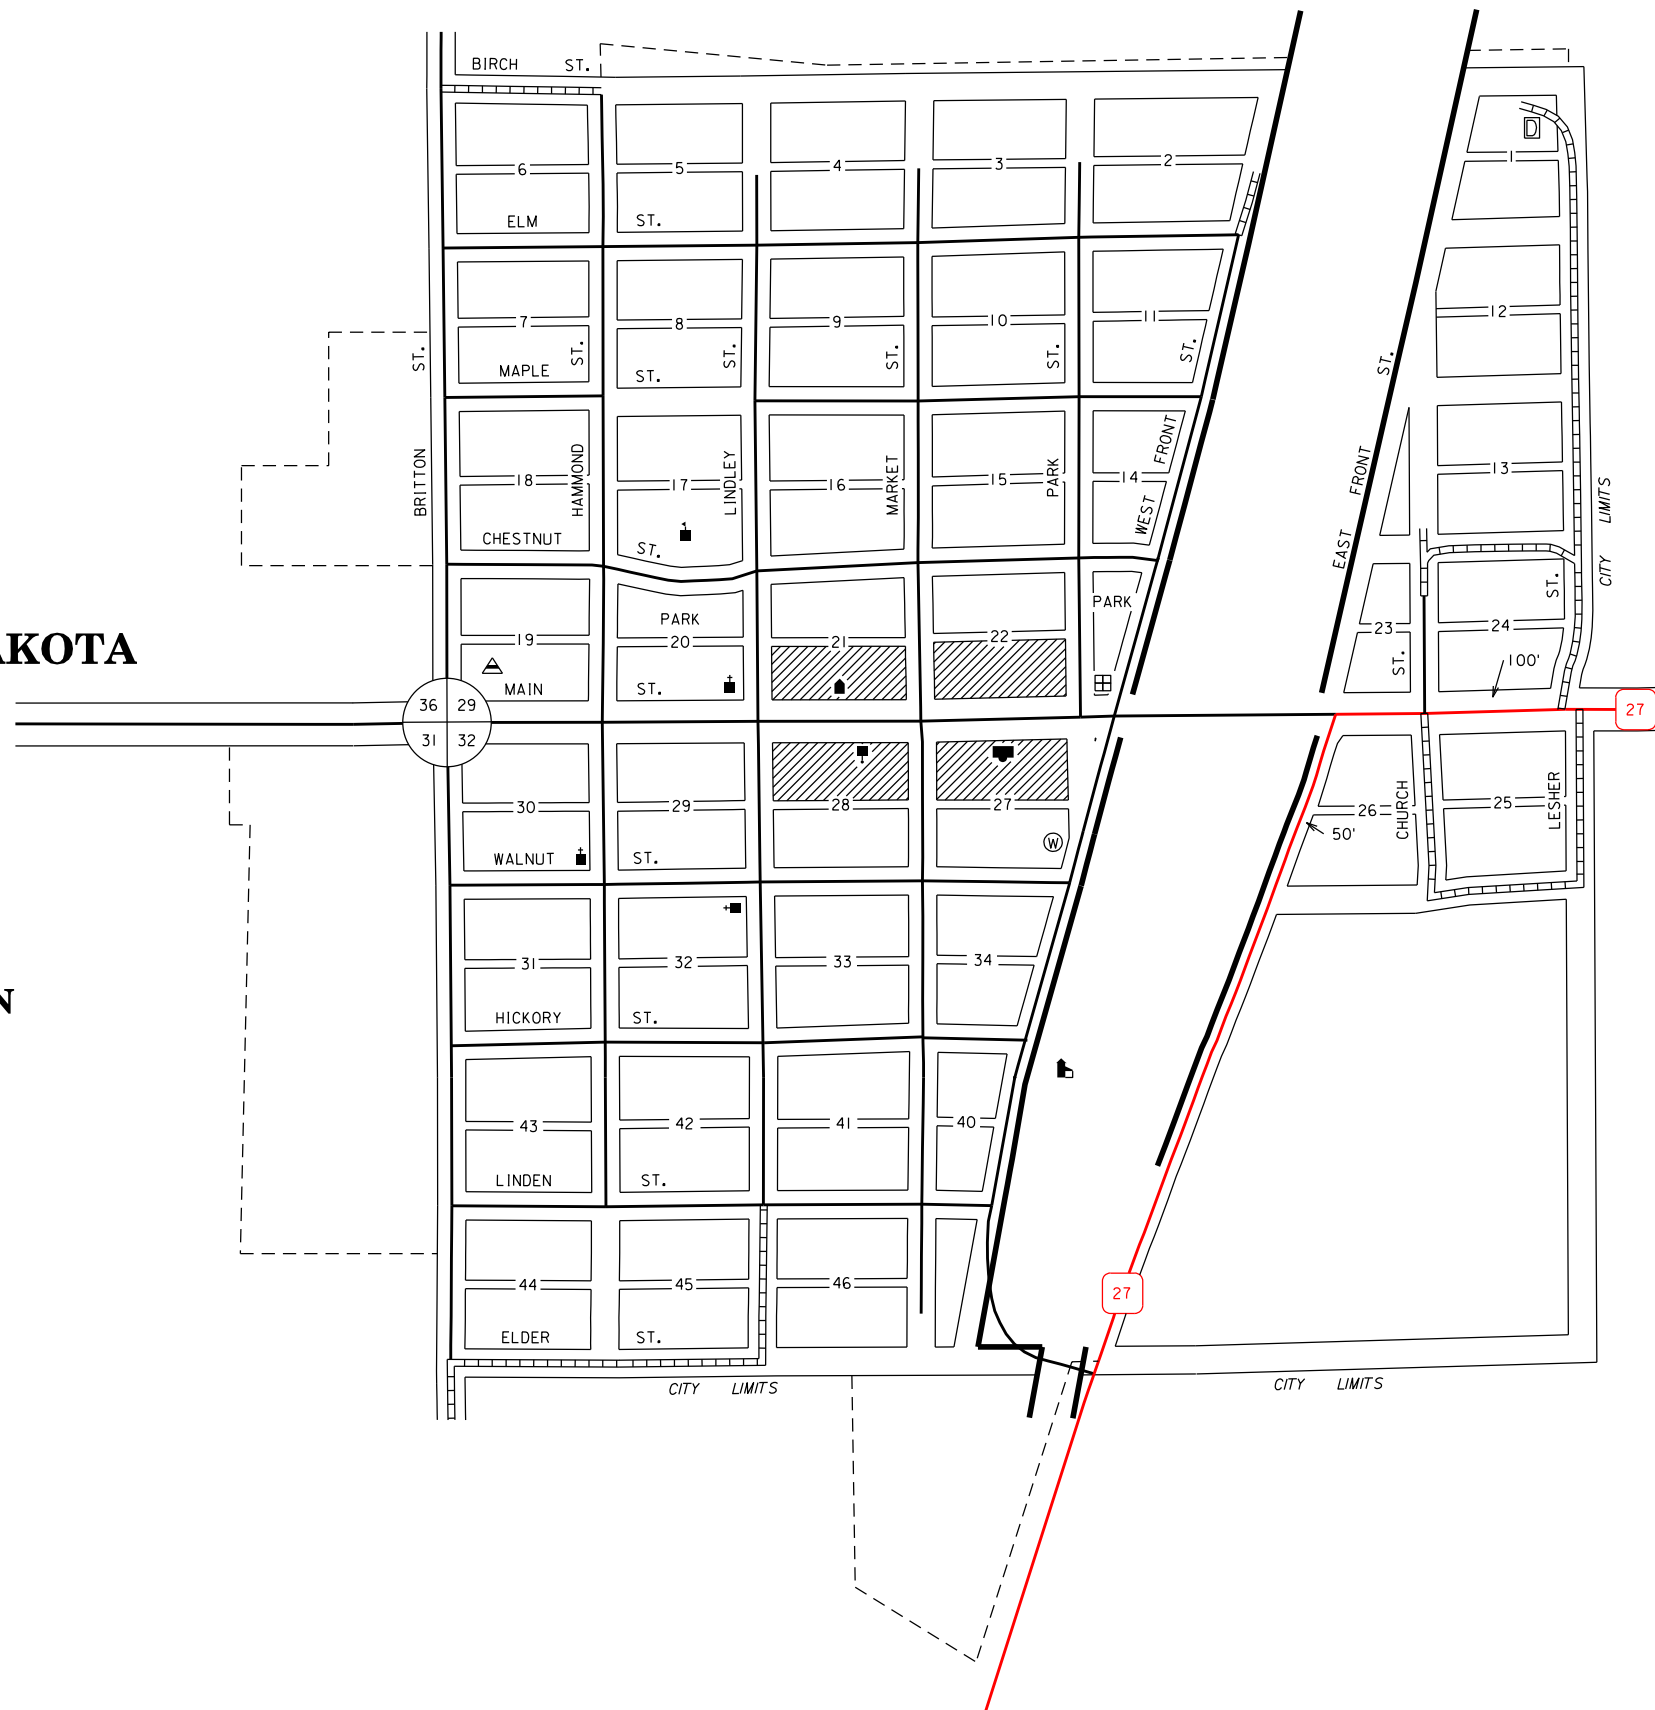 BIRCH ST.
6 5 4 3 2 1
ELM ST.
7 8 9 10 11 12
ST. ST. ST. ST. ST. ST. ST.
MAPLE ST.
BRITTON HAMMOND LINDLEY MARKET PARK WEST FRONT EAST FRONT
18 17 16 15 14 13
CITY LIMITS
CHESTNUT ST.
PARK PARK ST.
19 20 21 22 23 24
AKOTA
ST. 100'
MAIN ST.
36 29
31 32
27
30 29 28 27 26 25
CHURCH LESHER
50'
W
WALNUT ST.
31 32 33 34
N
HICKORY ST.
43 42 41 40
LINDEN ST.
44 45 46
27
ELDER ST.
CITY LIMITS CITY LIMITS